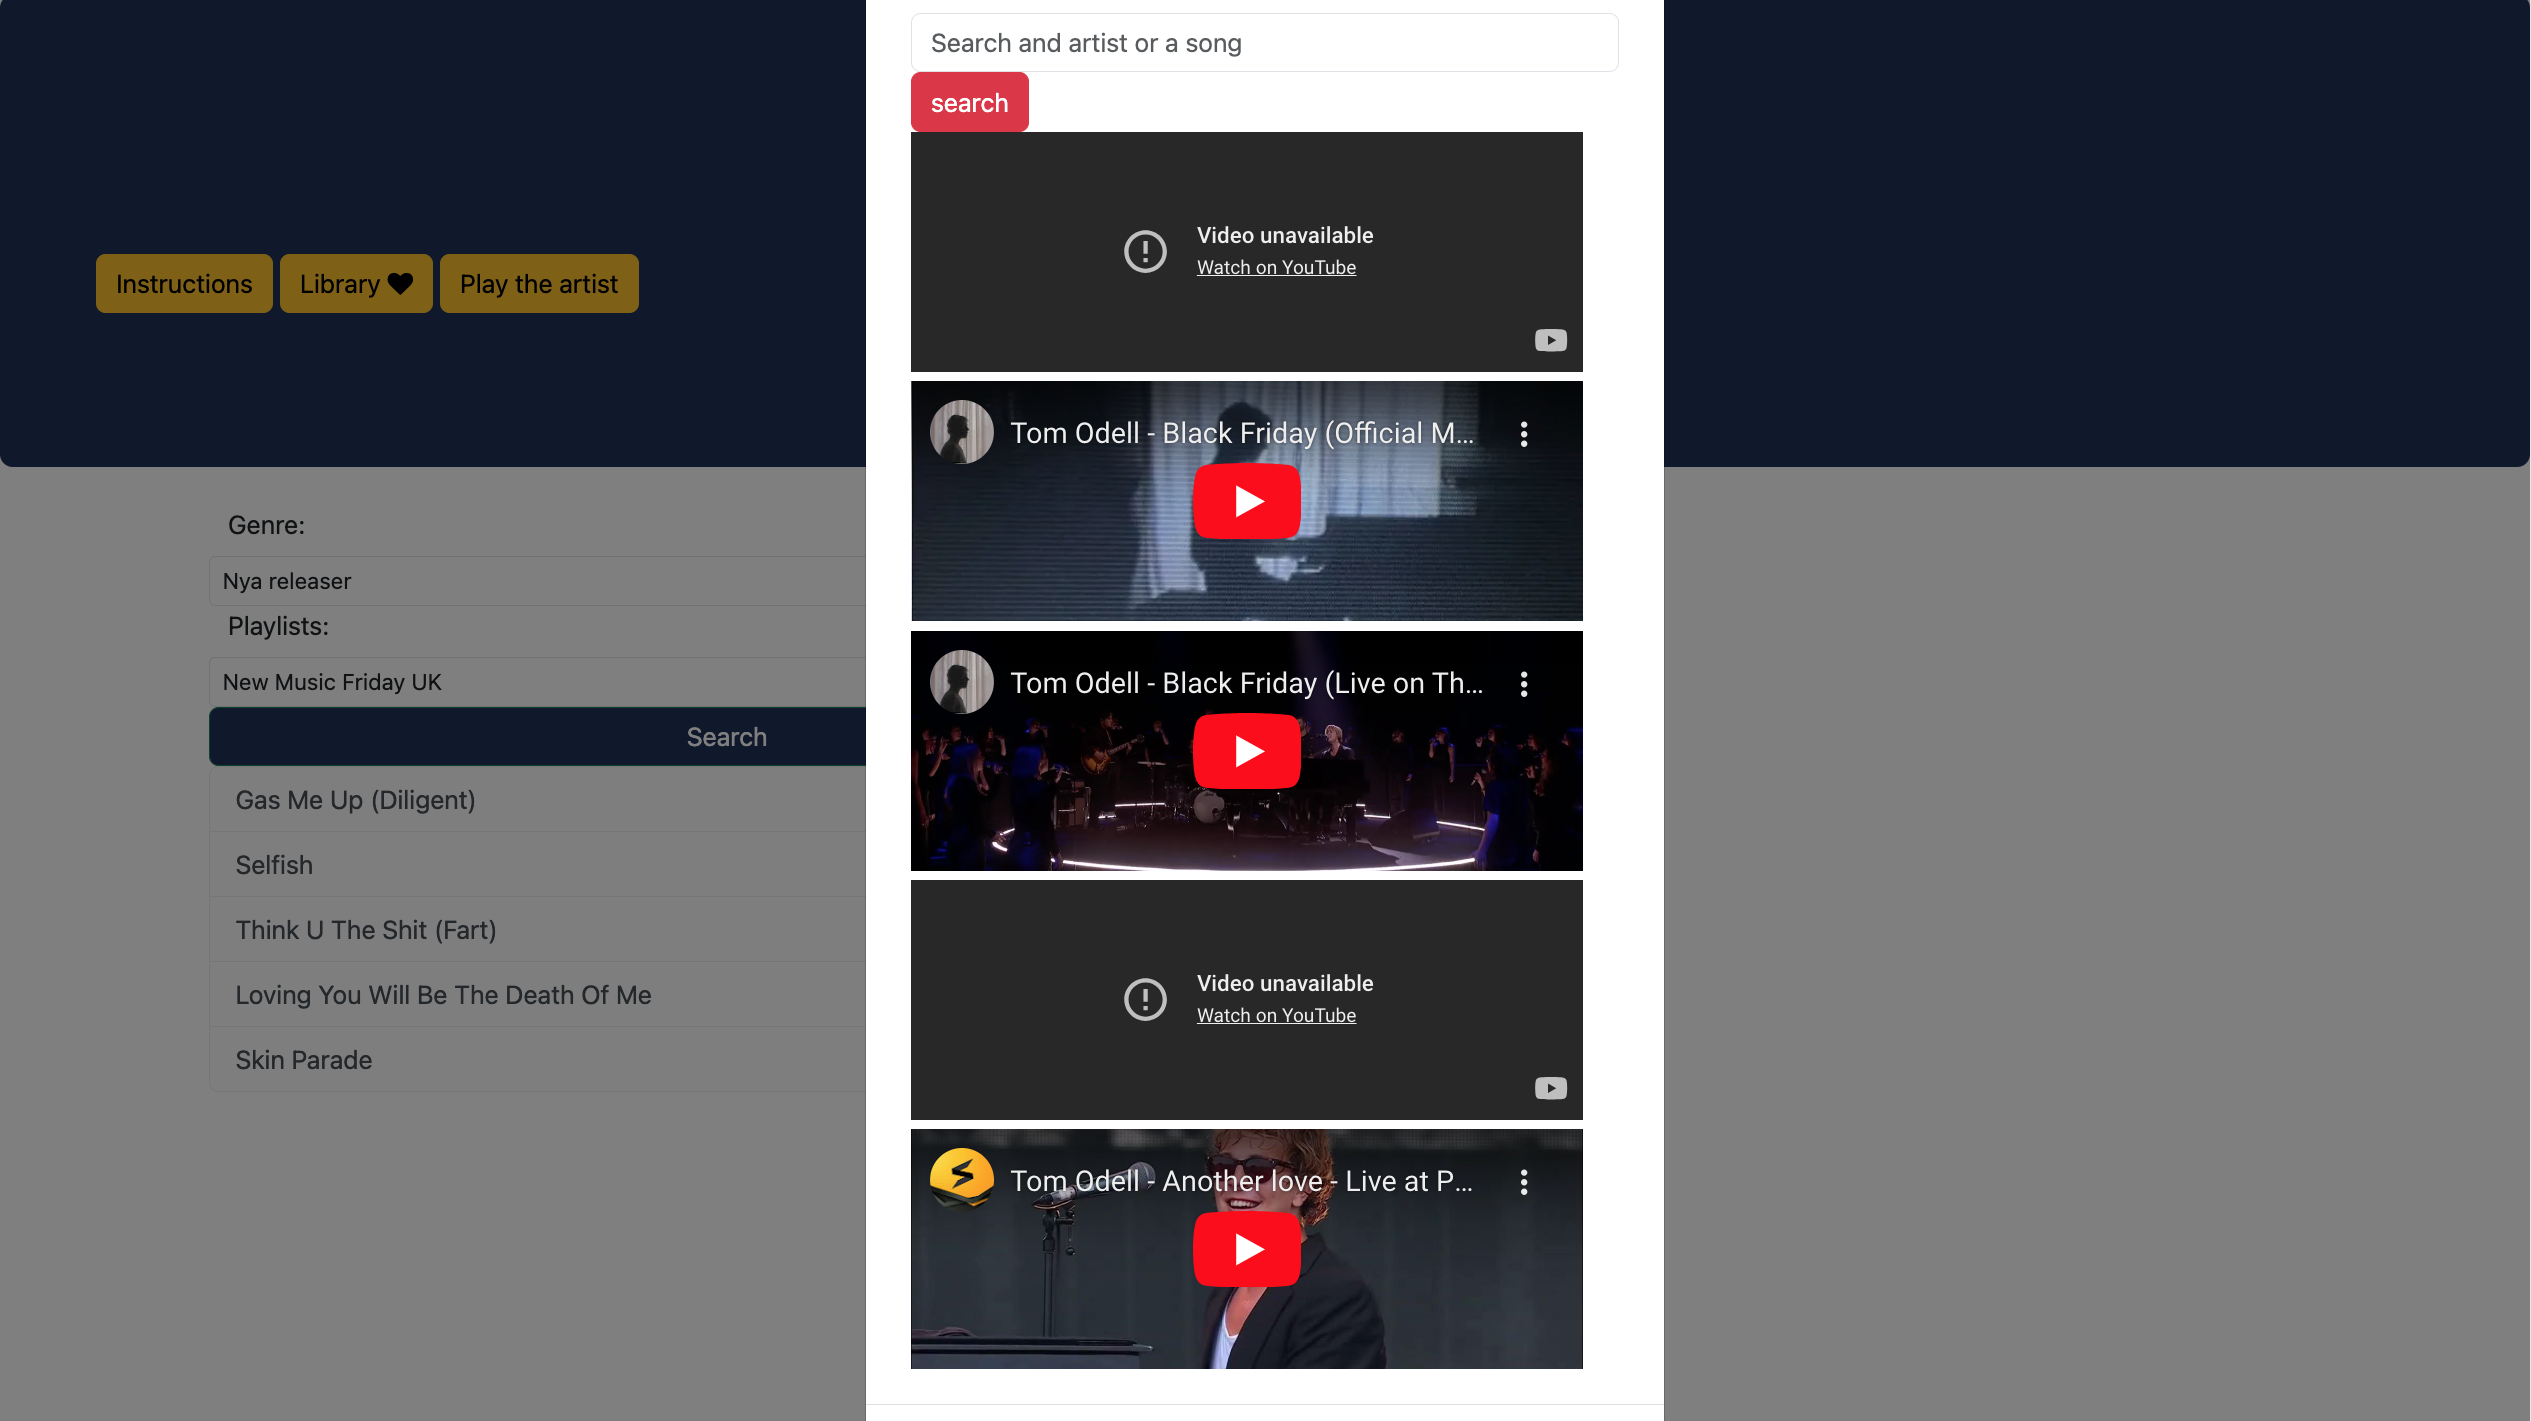 Search and artist or a song
search
Video unavailable
Watch on YouTube
Instructions
Library
Play the artist
Tom Odell - Black Friday (Official M...
Genre:
Nya releaser
Playlists:
New Music Friday UK
Search
Gas Me Up (Diligent)
Selfish
Think U The Shit (Fart)
Loving You Will Be The Death Of Me
Skin Parade
Tom Odell - Black Friday (Live on Th...
Video unavailable
Watch on YouTube
Tom Odell - Another love - Live at P...